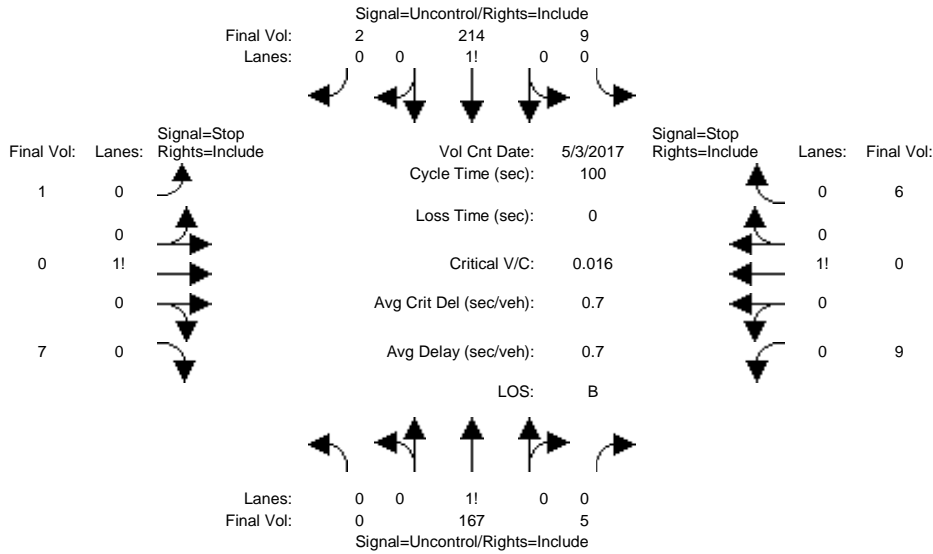 Signal=Uncontrol/Rights=Include
Final Vol: 2 214 9
Lanes: 0 0 1! 0 0
Signal=Stop
Final Vol: Lanes: Rights=Include
Vol Cnt Date: 5/3/2017
Signal=Stop
Rights=Include Lanes: Final Vol:
Cycle Time (sec): 100
1 0
0 6
Loss Time (sec): 0
0
0
0 1!
Critical V/C: 0.016
1! 0
0
Avg Crit Del (sec/veh): 0.7
0
7 0
Avg Delay (sec/veh): 0.7
0 9
LOS: B
Lanes: 0 0 1! 0 0
Final Vol: 0 167 5
Signal=Uncontrol/Rights=Include